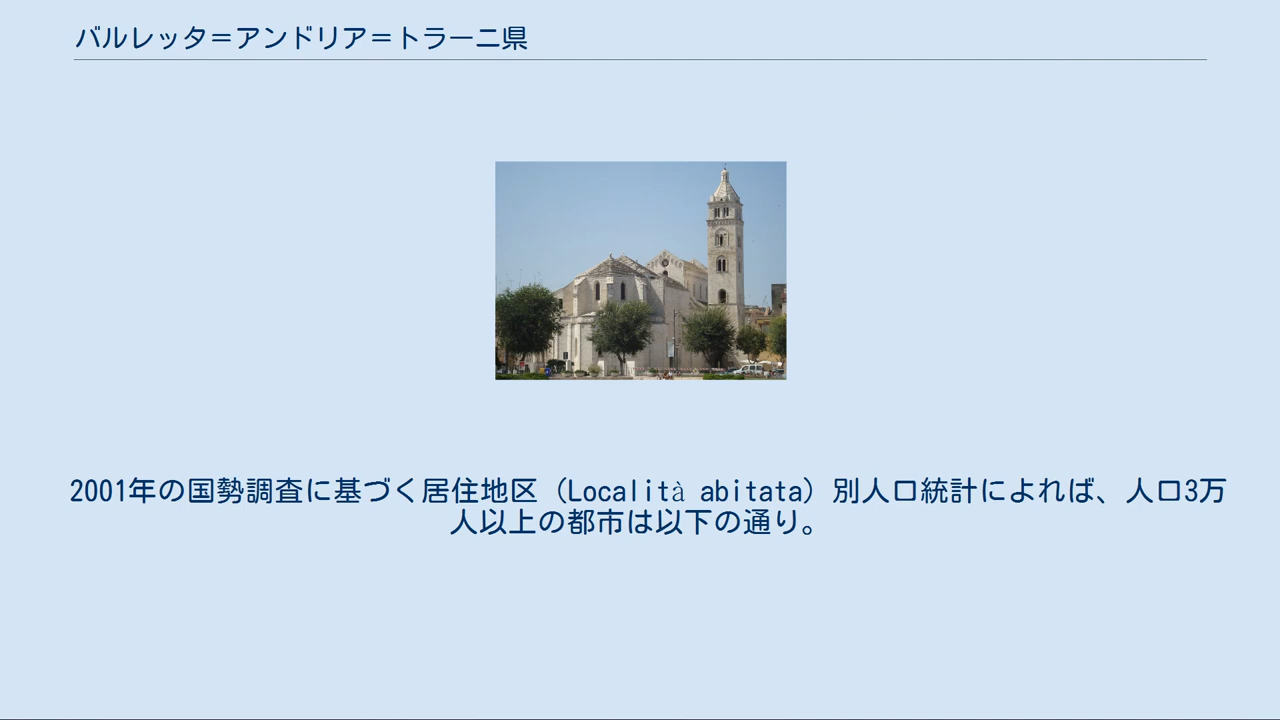 バルレッタ＝アンドリア＝トラーニ県
2001年の国勢調査に基づく居住地区（Località abitata）別人口統計によれば、人口3万
人以上の都市は以下の通り。